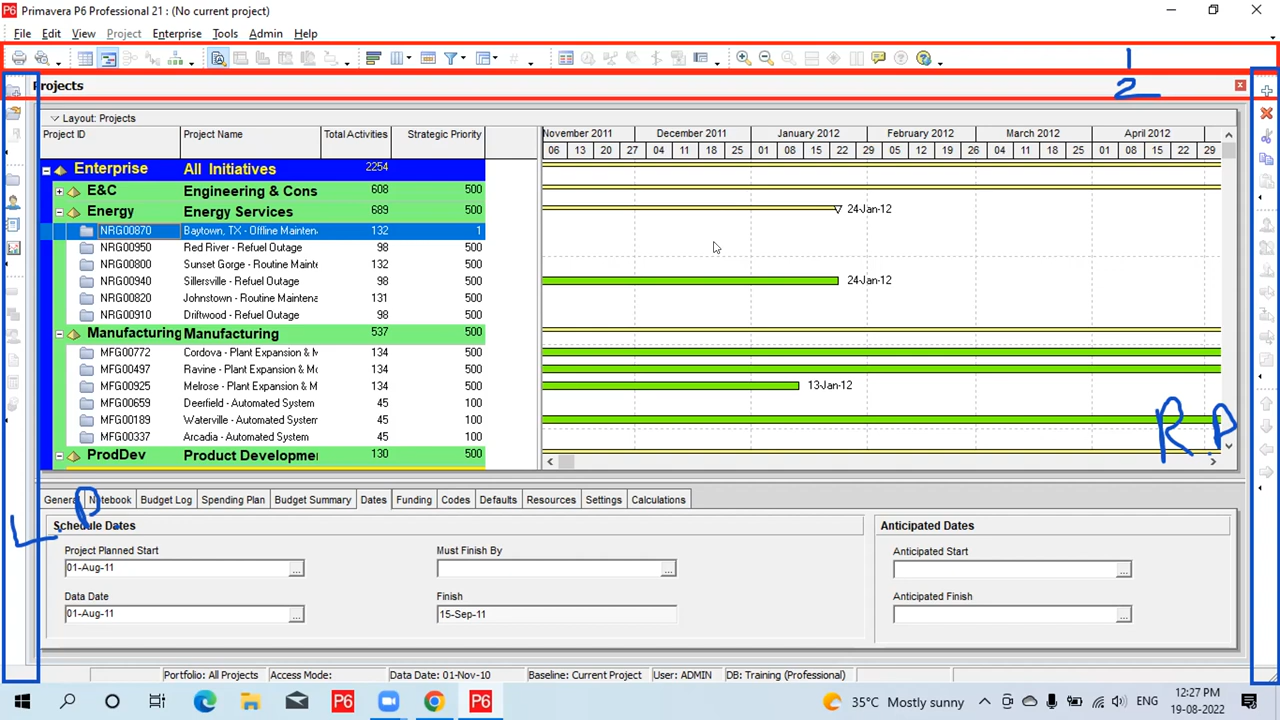 Primavera P6 Professional 21 : (No current project)
File Edit View Project Enterprise Tools Admin Help
1
Projects
2
Layout: Projects
Project ID Project Name Total Activities Strategic Priority
November 2011 December 2011 January 2012 February 2012 March 2012 April 2012
06 13 20 27 04 11 18 25 01 08 15 22 29 05 12 19 26 04 11 18 25 01 08 15 22 29
Enterprise All Initiatives 2254
E&C Engineering & Cons 608 500
Energy Energy Services 689 500 24-Jan-12
NRG00870 Baytown, TX - Offline Mainten 132 1
NRG00950 Red River - Refuel Outage 98 500
NRG00800 Sunset Gorge - Routine Mainte 132 500
NRG00940 Sillersville - Refuel Outage 98 500 24-Jan-12
NRG00820 Johnstown - Routine Maintena 131 500
NRG00910 Driftwood - Refuel Outage 98 500
Manufacturing Manufacturing 537 500
MFG00772 Cordova - Plant Expansion & M 134 500
MFG00497 Ravine - Plant Expansion & Mo 134 500
MFG00925 Melrose - Plant Expansion & M 134 500 13-Jan-12
MFG00659 Deerfield - Automated System 45 100
MFG00189 Waterville - Automated System 45 100
MFG00337 Arcadia - Automated System 45 100
R.P
ProdDev Product Developme 130 500
General Notebook Budget Log Spending Plan Budget Summary Dates Funding Codes Defaults Resources Settings Calculations
L.P.
Schedule Dates Anticipated Dates
Project Planned Start Must Finish By Anticipated Start
01-Aug-11
Data Date Finish Anticipated Finish
01-Aug-11 15-Sep-11
Portfolio: All Projects Access Mode: Data Date: 01-Nov-10 Baseline: Current Project User: ADMIN DB: Training (Professional)
P6 P6 35°C Mostly sunny ENG 12:27 PM
19-08-2022